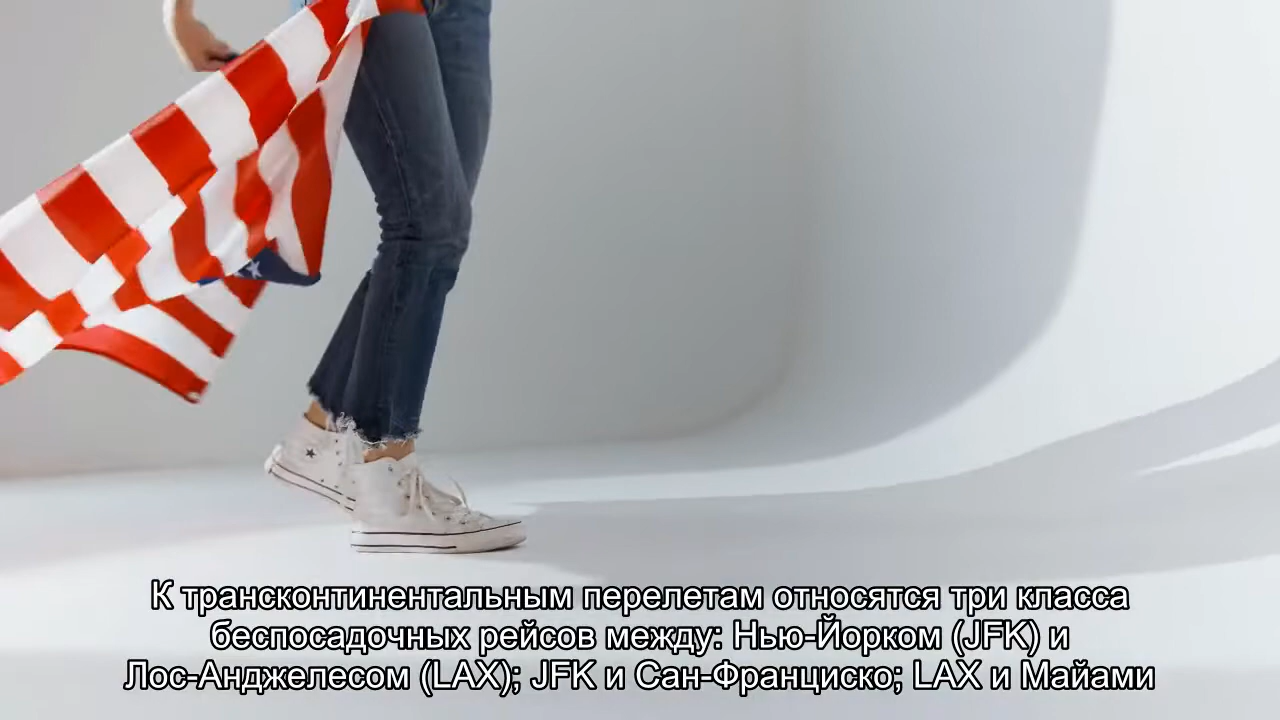 К трансконтинентальным перелетам относятся три класса
беспосадочных рейсов между: Нью-Йорком (JFK) и
Лос-Анджелесом (LAX); JFK и Сан-Франциско; LAX и Майами